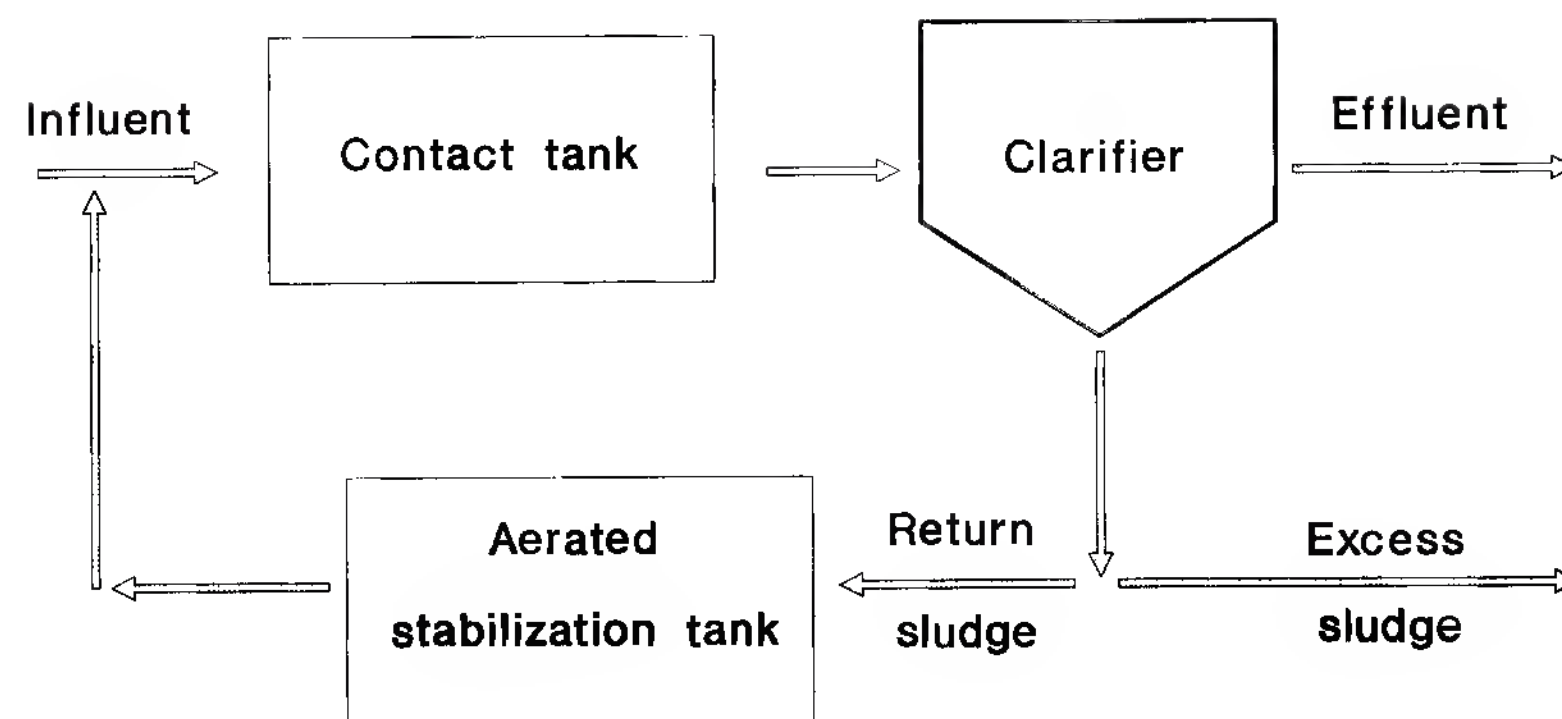 Influent
Contact tank
Clarifier
Effluent
Aerated
stabilization tank
Return
sludge
Excess
sludge